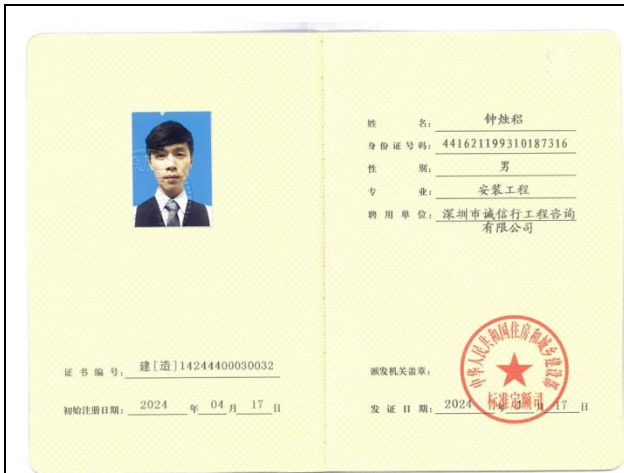 姓 名: 钟烛稆
身份证号码: 441621199310187316
性 别: 男
专 业: 安装工程
聘用单位: 深圳市诚信行工程咨询
有限公司
证书编号: 建[造]14244400030032
初始注册日期: 2024 年 04 月 17 日
颁发机关盖章:
中华人民共和国住房和城乡建设部
标准定额司
发证日期: 2024 年 月 17 日